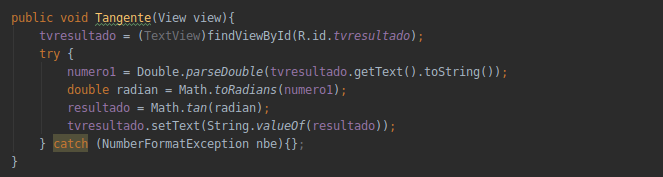 public void Tangente(View view){
tvresultado = (TextView)findViewById(R.id.tvresultado);
try {
numero1 = Double.parseDouble(tvresultado.getText().toString());
double radian = Math.toRadians(numero1);
resultado = Math.tan(radian);
tvresultado.setText(String.valueOf(resultado));
} catch (NumberFormatException nbe){};
}